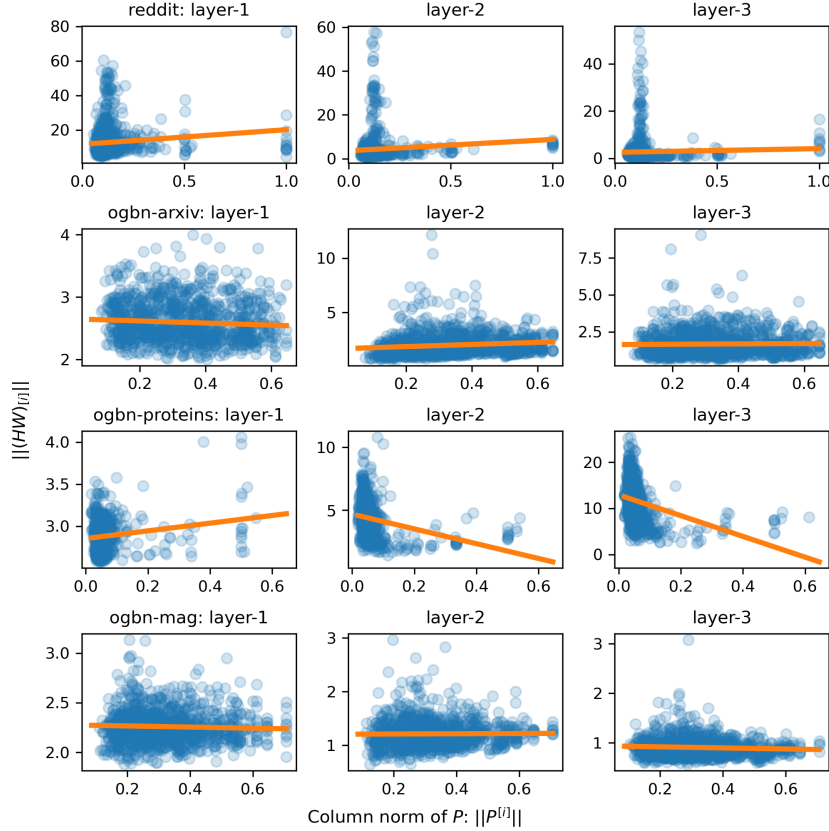 reddit: layer-1 layer-2 layer-3
80
60
40
20
0.0 0.5 1.0
60
40
20
0
0.0 0.5 1.0
40
20
0
0.0 0.5 1.0
ogbn-arxiv: layer-1 layer-2 layer-3
4
3
2
0.2 0.4 0.6
10
5
0.2 0.4 0.6
7.5
5.0
2.5
0.2 0.4 0.6
||(HW)[i]||
ogbn-proteins: layer-1 layer-2 layer-3
4.0
3.5
3.0
0.0 0.2 0.4 0.6
10
5
0.0 0.2 0.4 0.6
20
10
0
0.0 0.2 0.4 0.6
ogbn-mag: layer-1 layer-2 layer-3
3.0
2.5
2.0
0.2 0.4 0.6
3
2
1
0.2 0.4 0.6
3
2
1
0.2 0.4 0.6
Column norm of P: ||P[i]||